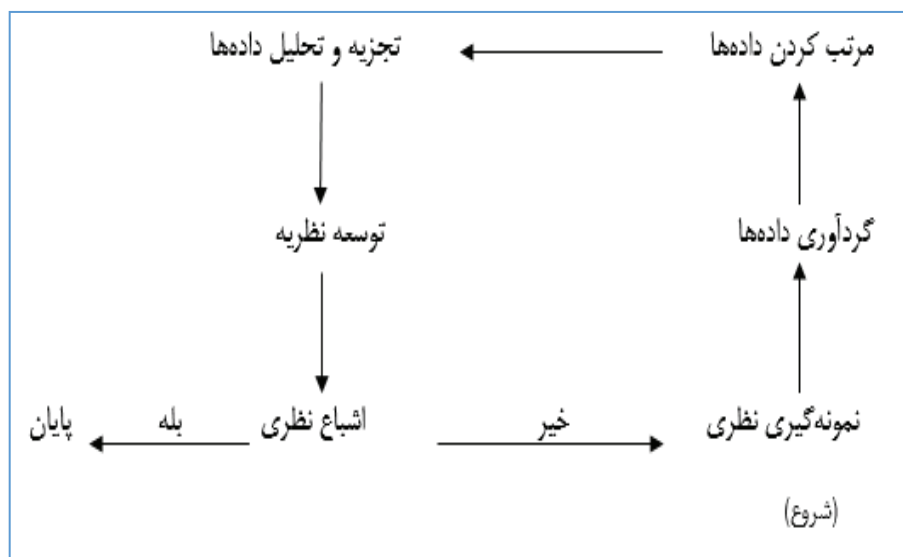 مرتب کردن داده‌ها
تجزیه و تحلیل داده‌ها
گردآوری داده‌ها
توسعه نظریه
نمونه‌گیری نظری
خیر
اشباع نظری
بله
پایان
(شروع)